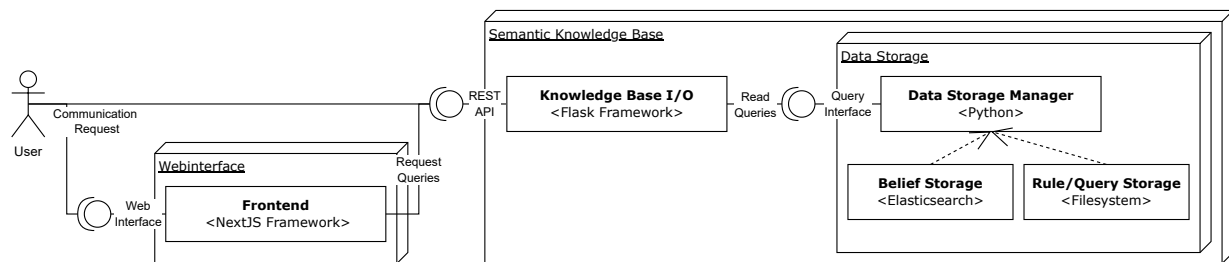 Semantic Knowledge Base
Data Storage
Communication
Request
User
REST
API
Knowledge Base I/O
<Flask Framework>
Read
Queries
Query
Interface
Data Storage Manager
<Python>
Webinterface
Request
Queries
Web
Interface
Frontend
<NextJS Framework>
Belief Storage
<Elasticsearch>
Rule/Query Storage
<Filesystem>